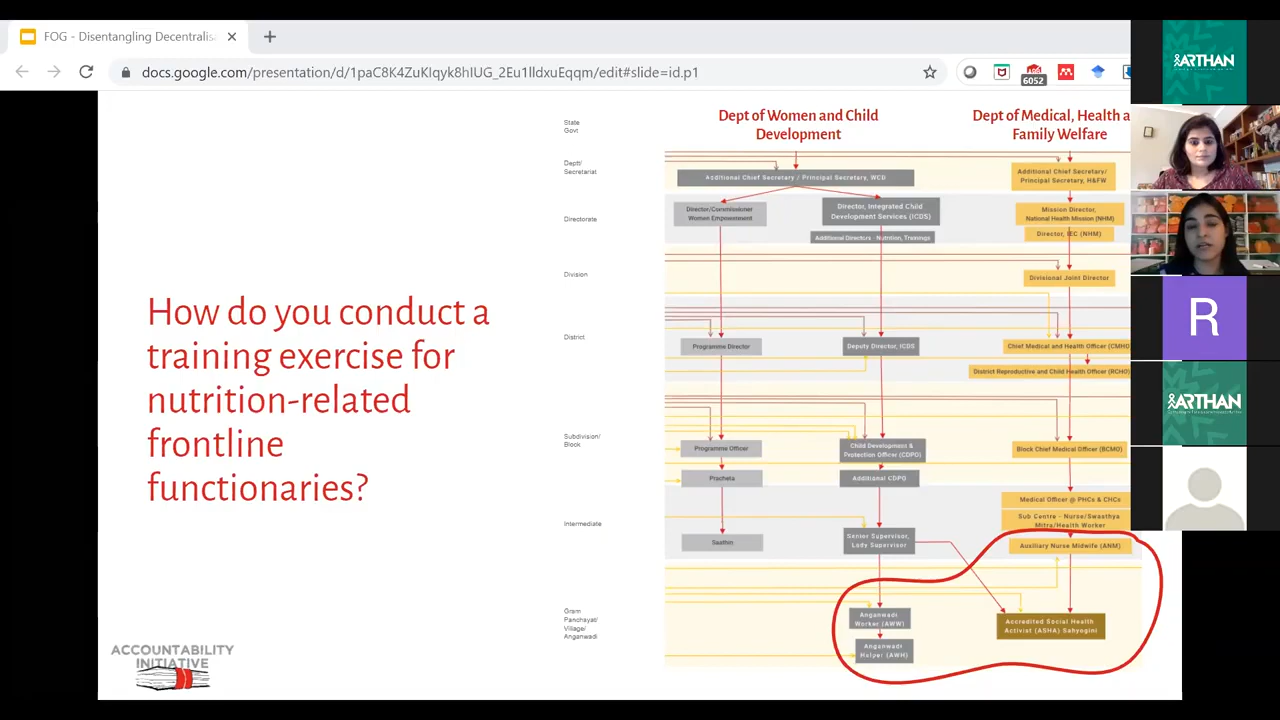 FOG - Disentangling Decentralis
docs.google.com/presentation/d/1paC8K4ZuKlqyk8hIDS_2Eu1lldxuEqqm/edit#slide=id.p1
6052
ARTHAN
Dept of Women and Child
Development
Dept of Medical, Health a
Family Welfare
State
Govt
Deptt/
Secretariat
Additional Chief Secretary / Principal Secretary, WCD
Additional Chief Secretary/
Principal Secretary, H&FW
Directorate
Director/Commissioner
Women Empowerment
Director, Integrated Child
Development Services (ICDS)
Additional Directors - Nutrition, Trainings
Mission Director,
National Health Mission (NHM)
Director, IEC (NHM)
Division
Divisional Joint Director
District
Programme Director
Deputy Director, ICDS
Chief Medical and Health Officer (CMHO)
District Reproductive and Child Health Officer (RCHO)
How do you conduct a
training exercise for
nutrition-related
frontline
functionaries?
R
ARTHAN
Subdivision/
Block
Programme Officer
Child Development &
Protection Officer (CDPO)
Block Chief Medical Officer (BCMO)
Pracheta
Additional CDPO
Intermediate
Medical Officer @ PHCs & CHCs
Sub Centre - Nurse/Swasthya
Mitra/Health Worker
Saathin
Senior Supervisor,
Lady Supervisor
Auxiliary Nurse Midwife (ANM)
Gram
Panchayat/
Village/
Anganwadi
Anganwadi
Worker (AWW)
Anganwadi
Helper (AWH)
Accredited Social Health
Activist (ASHA) Sahyogini
ACCOUNTABILITY
INITIATIVE